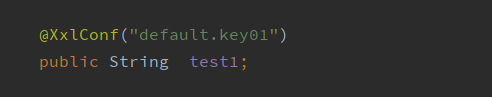 @XxlConf("default.key01")
public String  test1;